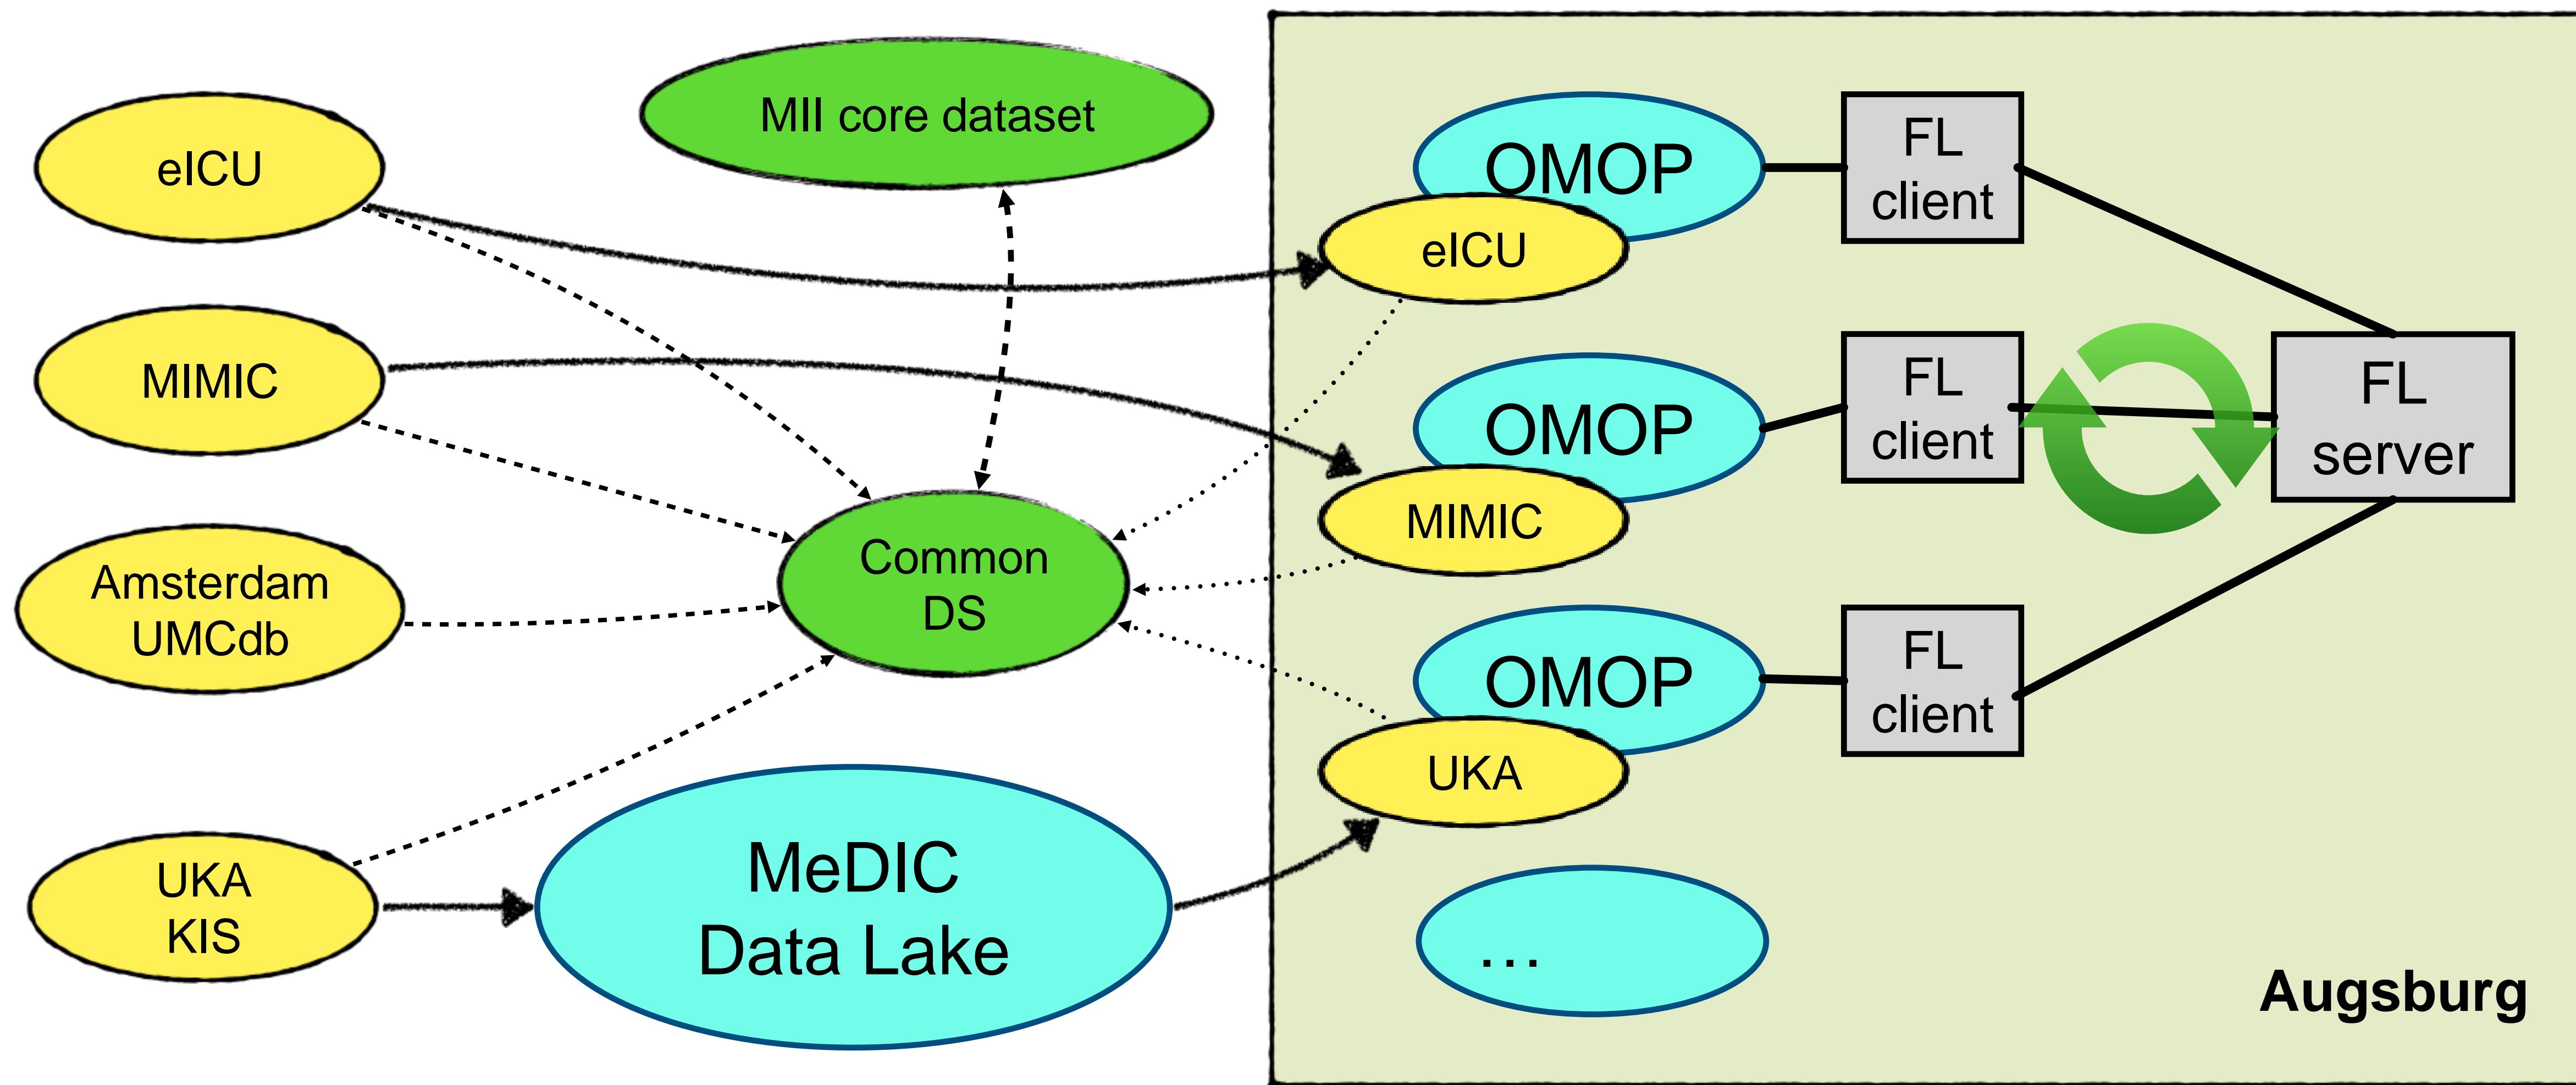 eICU
MIMIC
Amsterdam
UMCdb
UKA
KIS
MII core dataset
Common
DS
MeDIC
Data Lake
OMOP
eICU
FL
client
OMOP
MIMIC
FL
client
OMOP
UKA
FL
client
...
FL
server
Augsburg